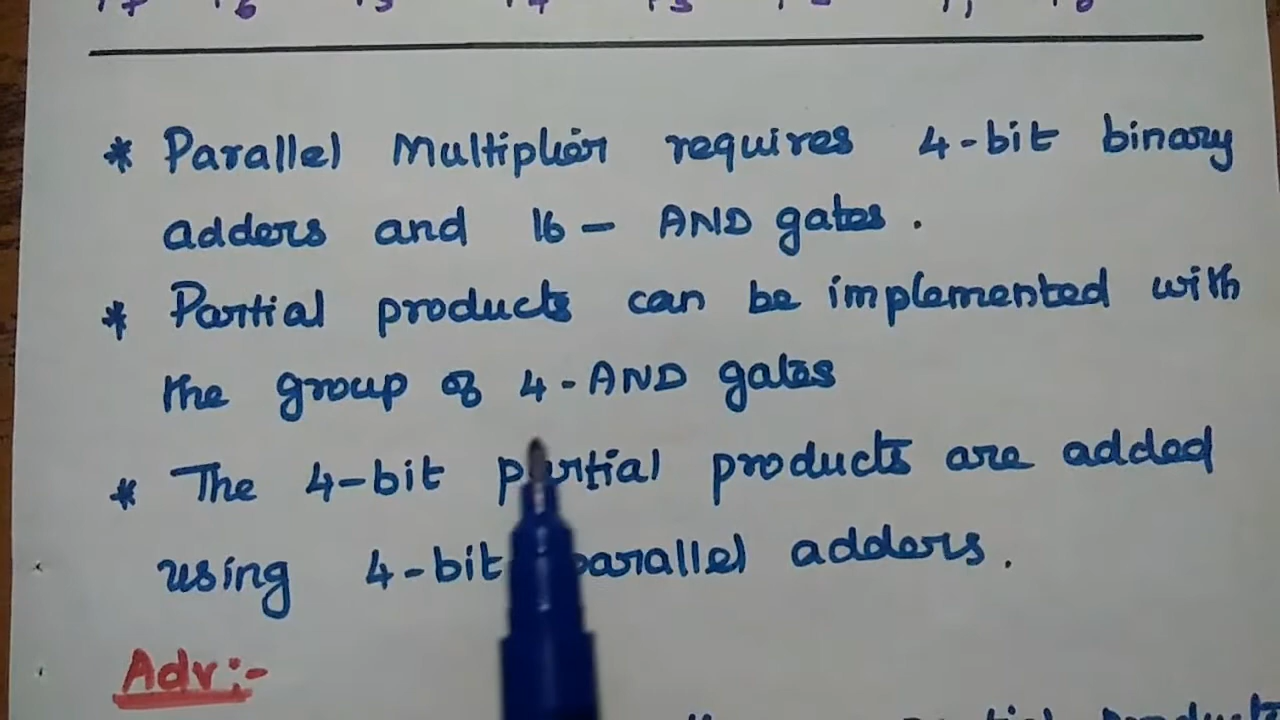 * Parallel Multiplier requires 4-bit binary
adders and 16 - AND gates.
* Partial products can be implemented with
the group of 4-AND gates
* The 4-bit partial products are added
using 4-bit parallel adders.
Adv:-